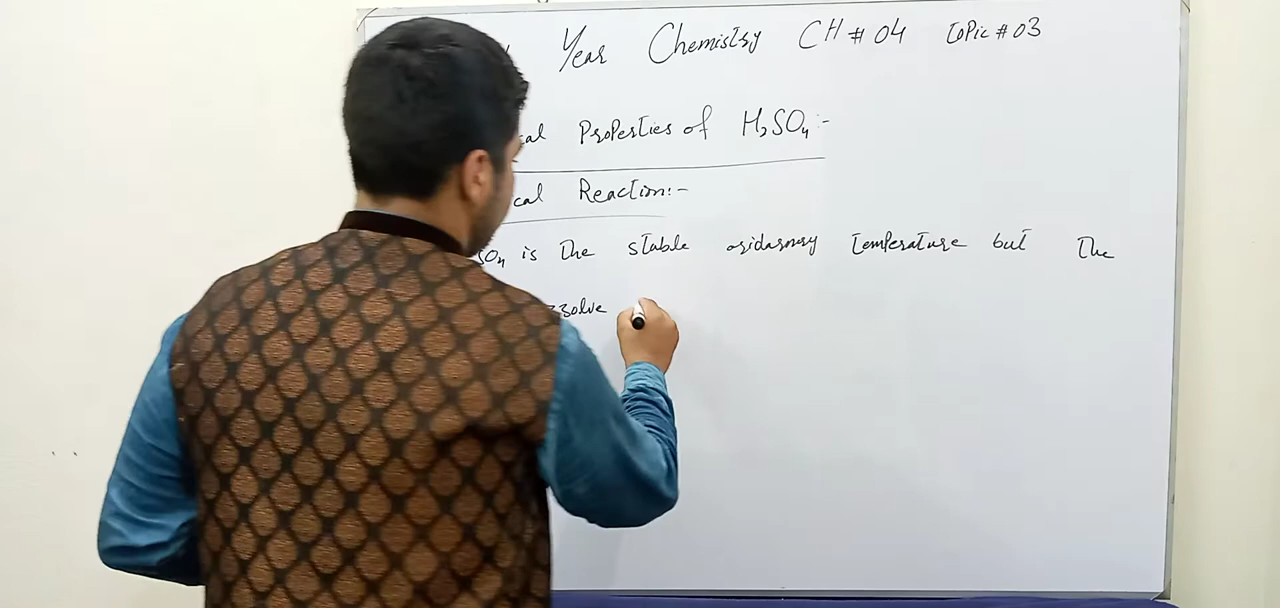 Year Chemistry CH # 04 Topic # 03
cal Properties of H₂SO₄:-
cal Reaction:-
SO₄ is the stable oridarnery temperature but the
solve